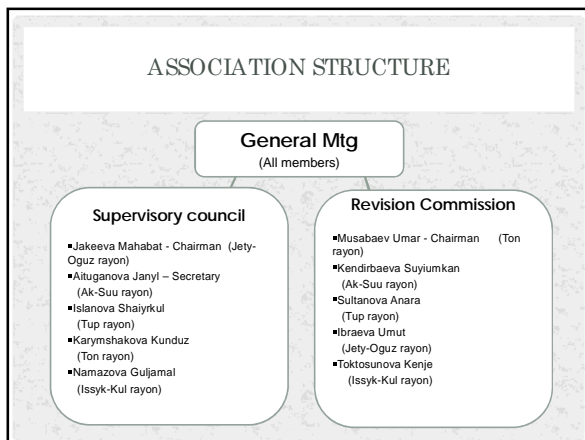 ASSOCIATION STRUCTURE
General Mtg
(All members)
Supervisory council
▪Jakeeva Mahabat - Chairman (Jety-
Oguz rayon)
▪Aituganova Janyl – Secretary
(Ak-Suu rayon)
▪Islanova Shaiyrkul
(Tup rayon)
▪Karymshakova Kunduz
(Ton rayon)
▪Namazova Guljamal
(Issyk-Kul rayon)
Revision Commission
▪Musabaev Umar - Chairman (Ton
rayon)
▪Kendirbaeva Suyiumkan
(Ak-Suu rayon)
▪Sultanova Anara
(Tup rayon)
▪Ibraeva Umut
(Jety-Oguz rayon)
▪Toktosunova Kenje
(Issyk-Kul rayon)